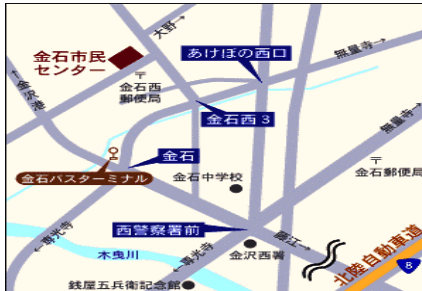 大野→
あけぼの西口
無量寺→
金石市民
センター
〒
金石西
郵便局
←金沢港
金石西3
無量寺→
金石
金石バスターミナル
金石中学校
〒
金石郵便局
西警察署前
←専光寺
藤江→
木曳川
金沢西署
←専光寺
銭屋五兵衛記念館
北陸自動車道
8